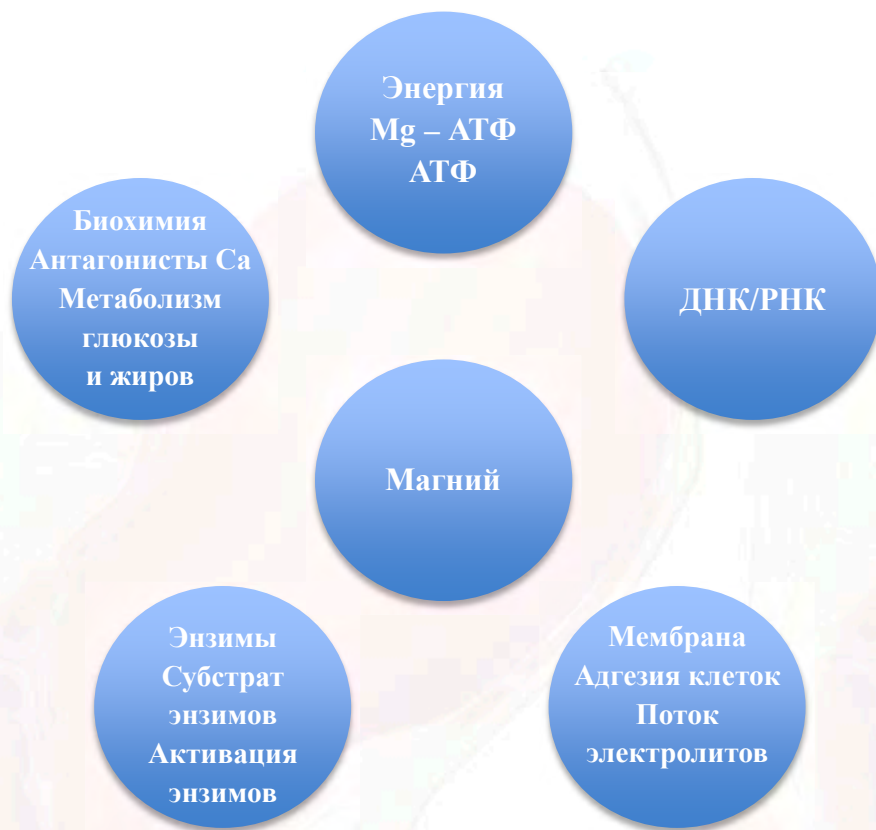 Энергия
Mg – АТФ
АТФ
Биохимия
Антагонисты Ca
Метаболизм
глюкозы
и жиров
ДНК/РНК
Магний
Энзимы
Субстрат
энзимов
Активация
энзимов
Мембрана
Адгезия клеток
Поток
электролитов